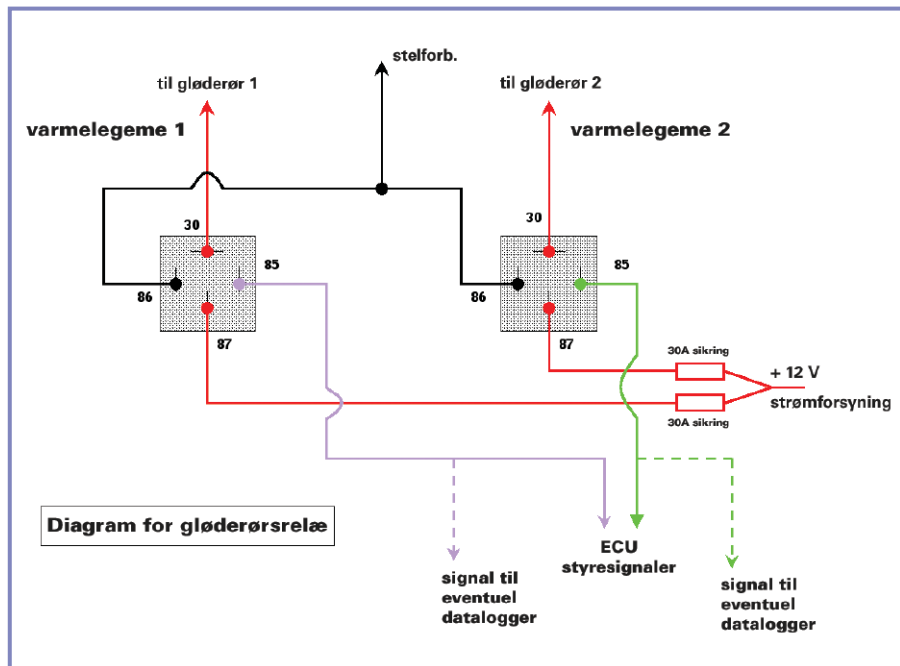 stelforb.
til gløderør 1
til gløderør 2
varmelegeme 1
varmelegeme 2
30
30
85
85
86
86
87
87
30A sikring
+ 12 V
strømforsyning
30A sikring
Diagram for gløderørsrelæ
ECU
styresignaler
signal til
eventuel
datalogger
signal til
eventuel
datalogger